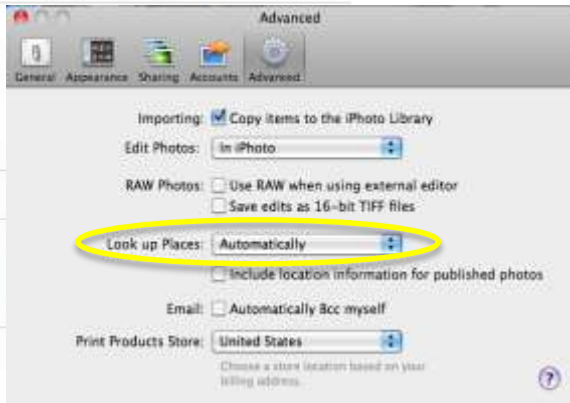 Advanced
General Appearance Sharing Accounts Advanced
Importing: Copy items to the iPhoto Library
Edit Photos: In iPhoto
RAW Photos: Use RAW when using external editor
Save edits as 16-bit TIFF files
Look up Places: Automatically
Include location information for published photos
Email: Automatically Bcc myself
Print Products Store: United States
Choose a store location based on your
billing address.
?